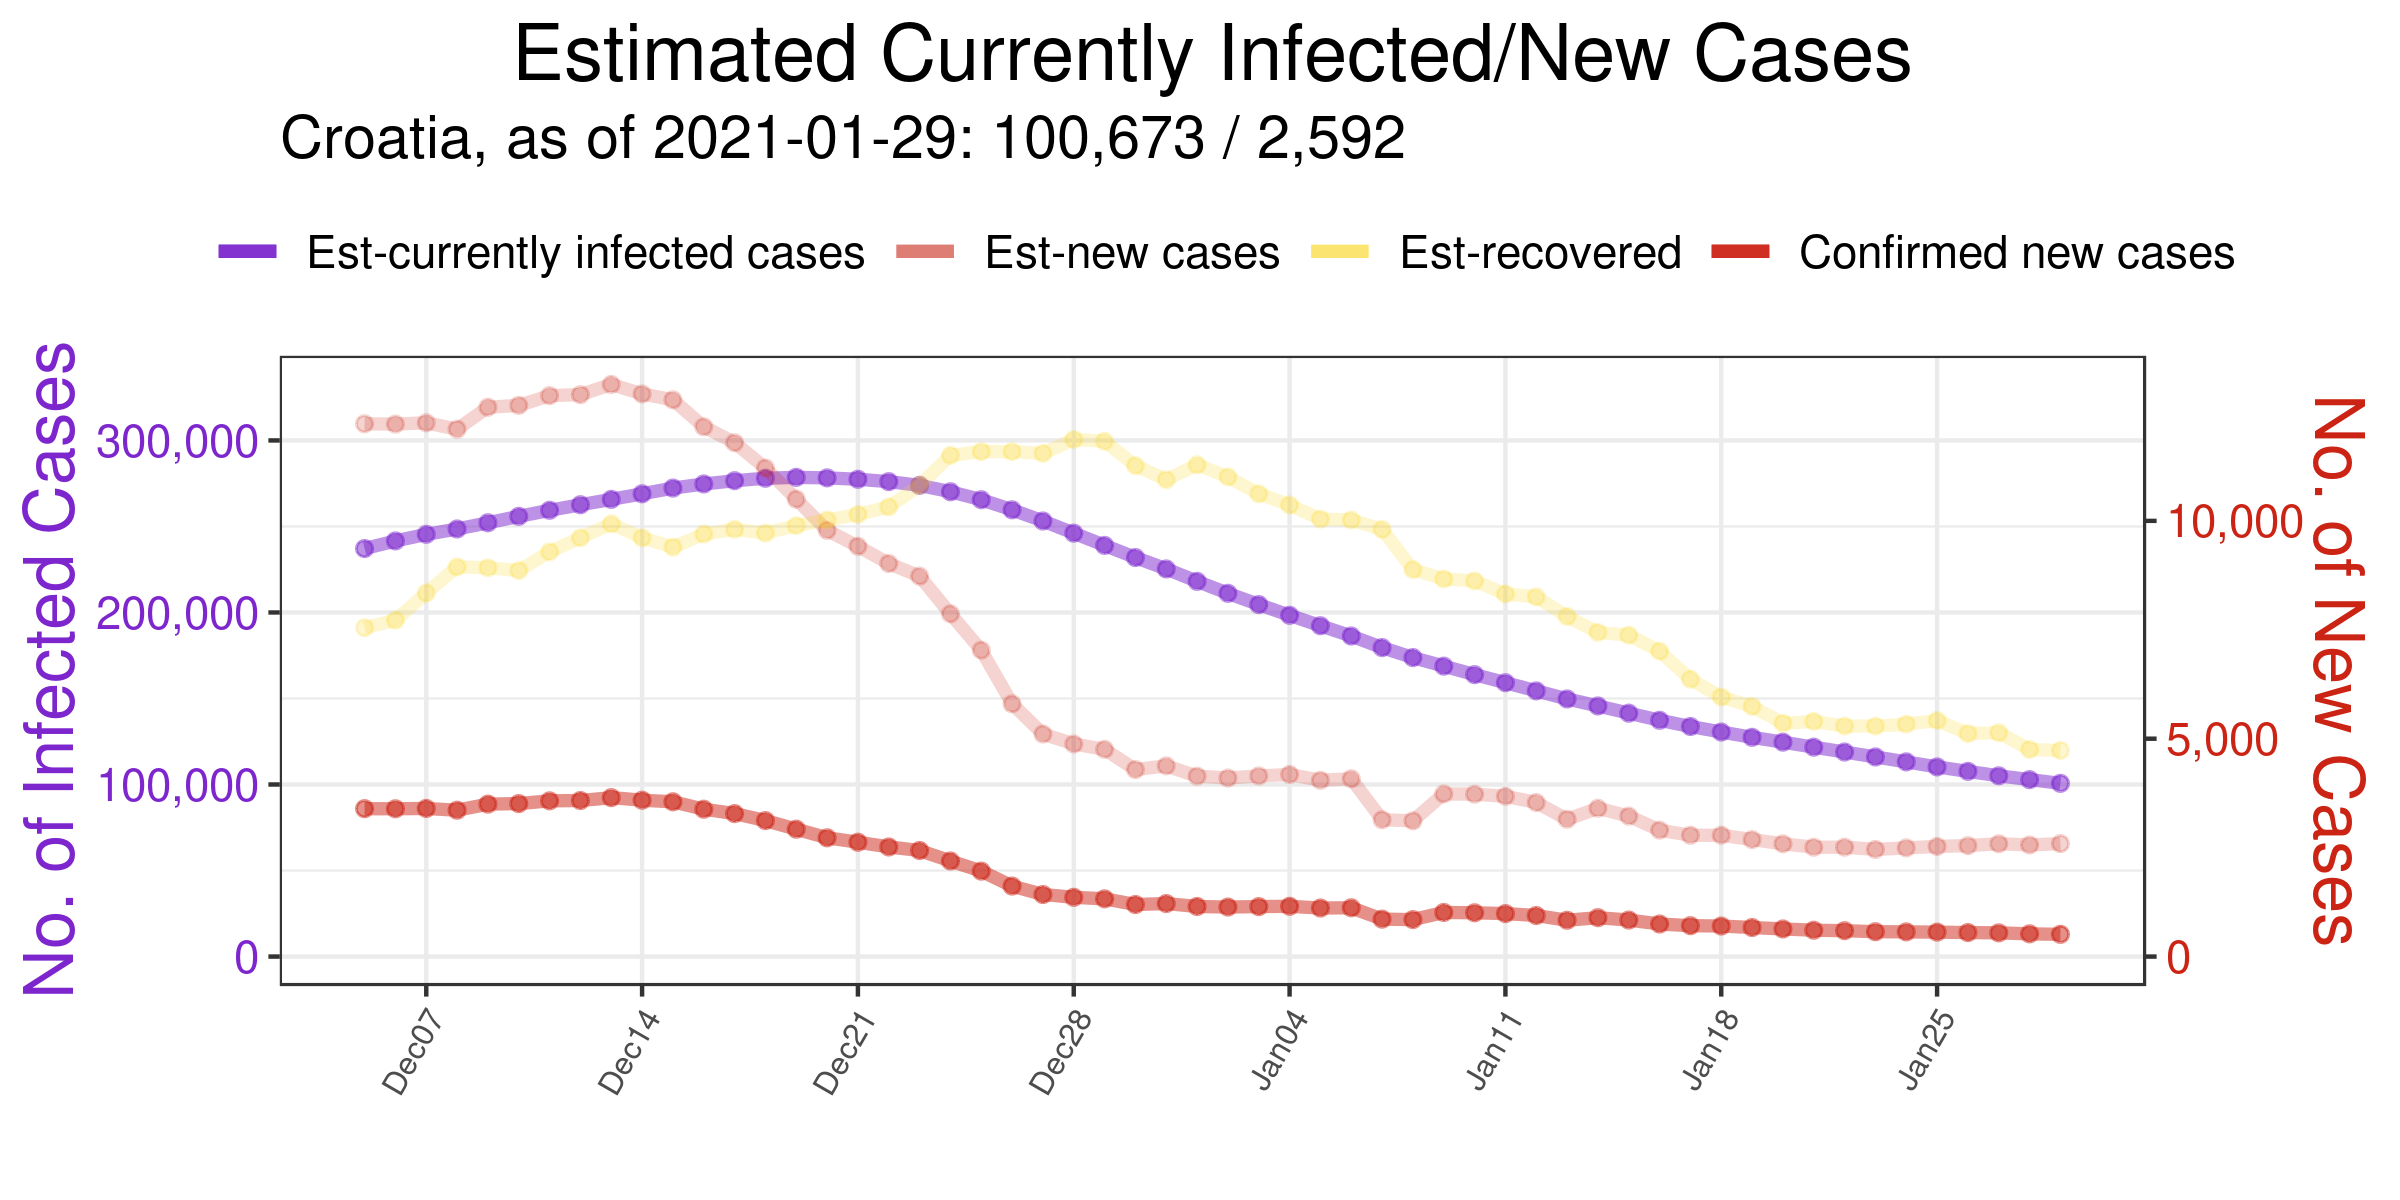 Estimated Currently Infected/New Cases
Croatia, as of 2021-01-29: 100,673 / 2,592
Est-currently infected cases Est-new cases Est-recovered Confirmed new cases
No. of Infected Cases
300,000
200,000
100,000
0
10,000
5,000
0
No. of New Cases
Dec07 Dec14 Dec21 Dec28 Jan04 Jan11 Jan18 Jan25